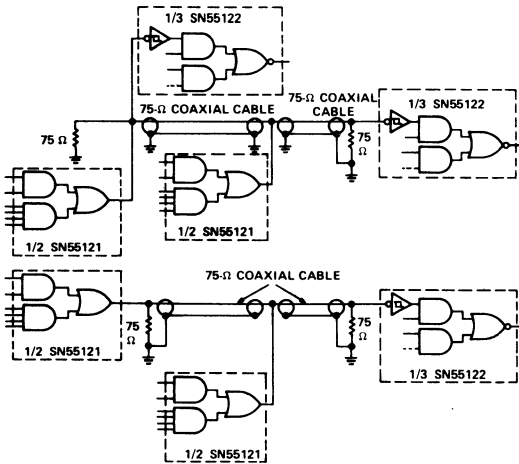 1/3 SN55122
75-Ω COAXIAL CABLE
75-Ω COAXIAL
CABLE
1/3 SN55122
75 Ω
75
Ω
1/2 SN55121
1/2 SN55121
75-Ω COAXIAL CABLE
75
Ω
75
Ω
1/2 SN55121
1/3 SN55122
1/2 SN55121